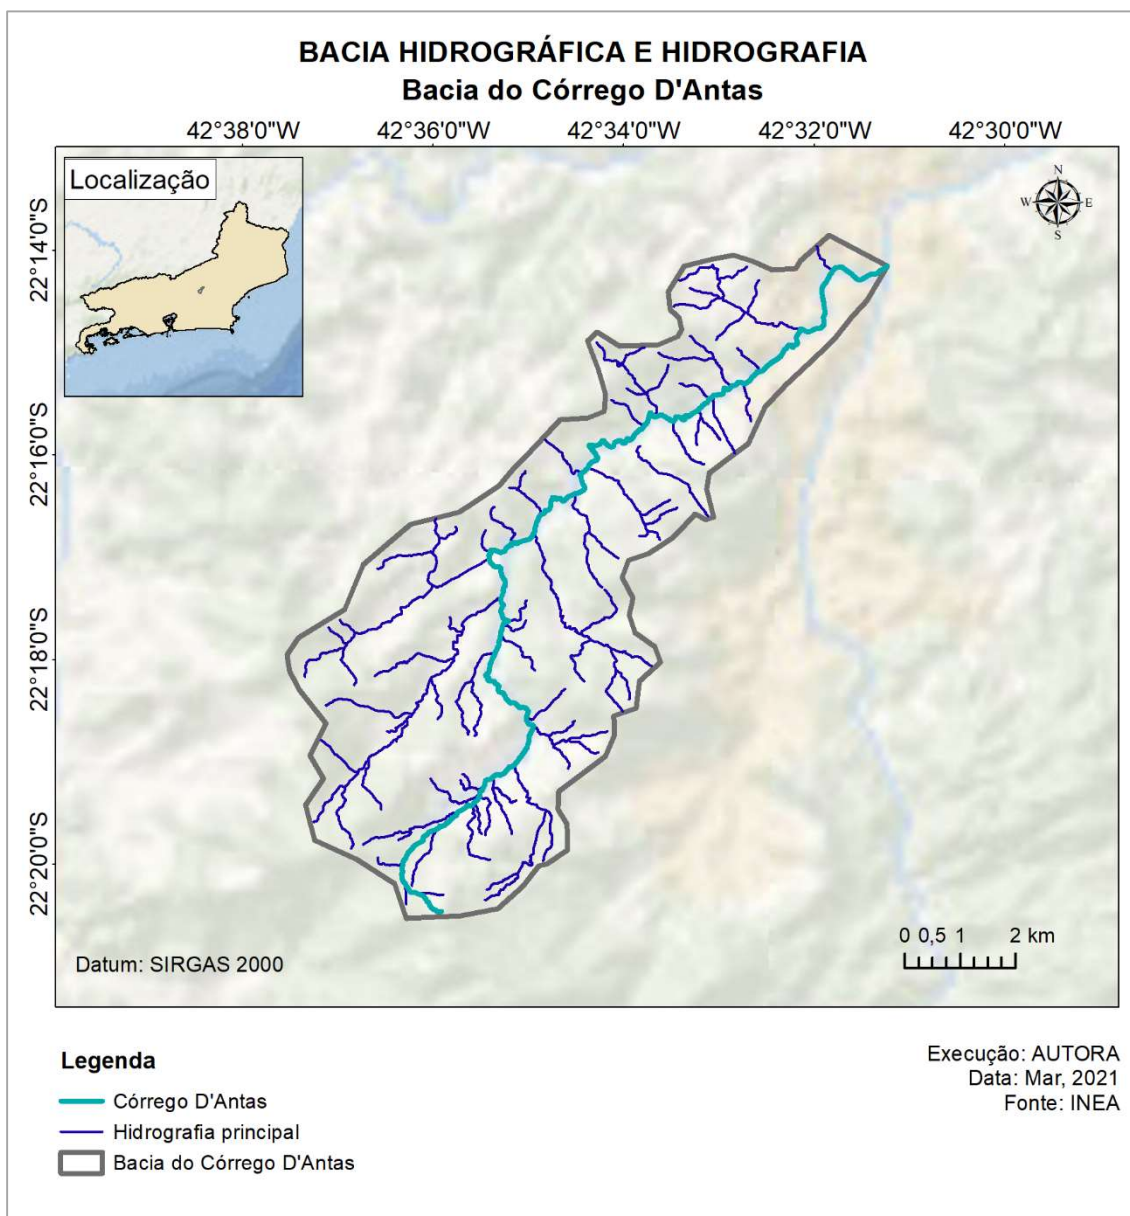 BACIA HIDROGRÁFICA E HIDROGRAFIA
Bacia do Córrego D'Antas
42°38'0"W 42°36'0"W 42°34'0"W 42°32'0"W 42°30'0"W
Localização
N
W E
S
22°14'0"S
22°16'0"S
22°18'0"S
22°20'0"S
0 0,5 1 2 km
Datum: SIRGAS 2000
Legenda
Córrego D'Antas
Hidrografia principal
Bacia do Córrego D'Antas
Execução: AUTORA
Data: Mar, 2021
Fonte: INEA